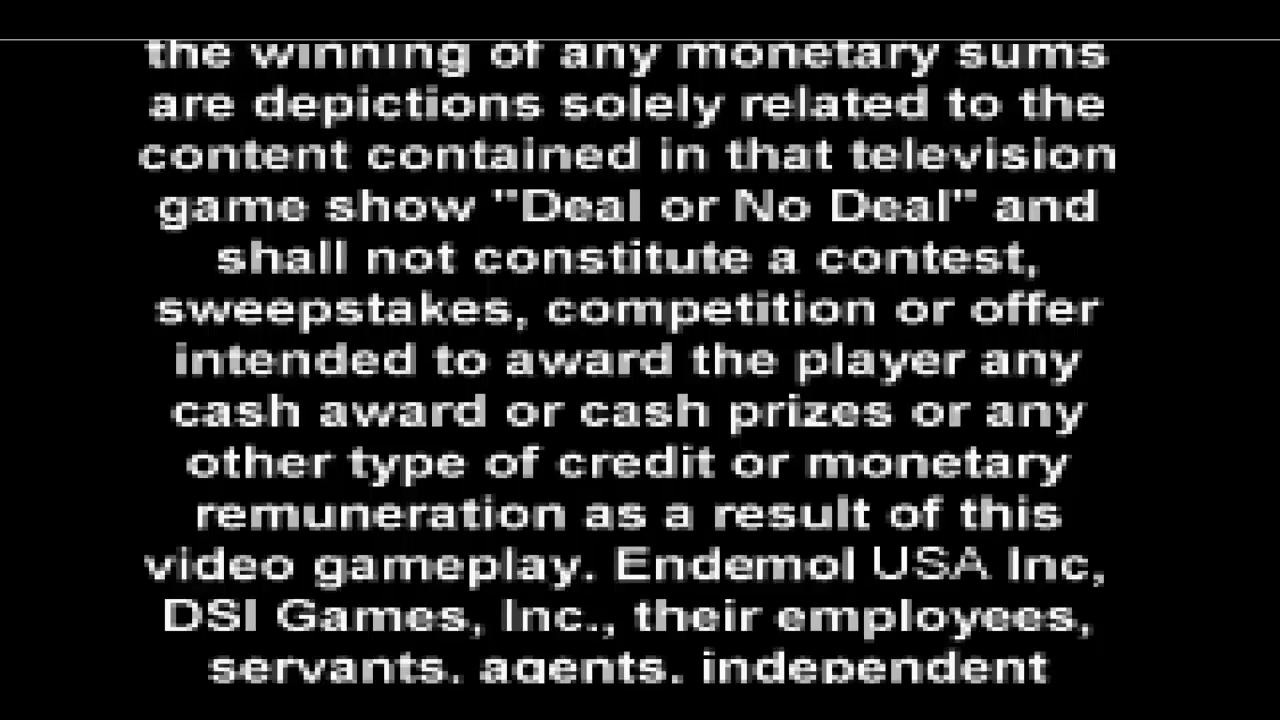 the winning of any monetary sums
are depictions solely related to the
content contained in that television
game show "Deal or No Deal" and
shall not constitute a contest,
sweepstakes, competition or offer
intended to award the player any
cash award or cash prizes or any
other type of credit or monetary
remuneration as a result of this
video gameplay. Endemol USA Inc,
DSI Games, Inc., their employees,
servants, agents, independent